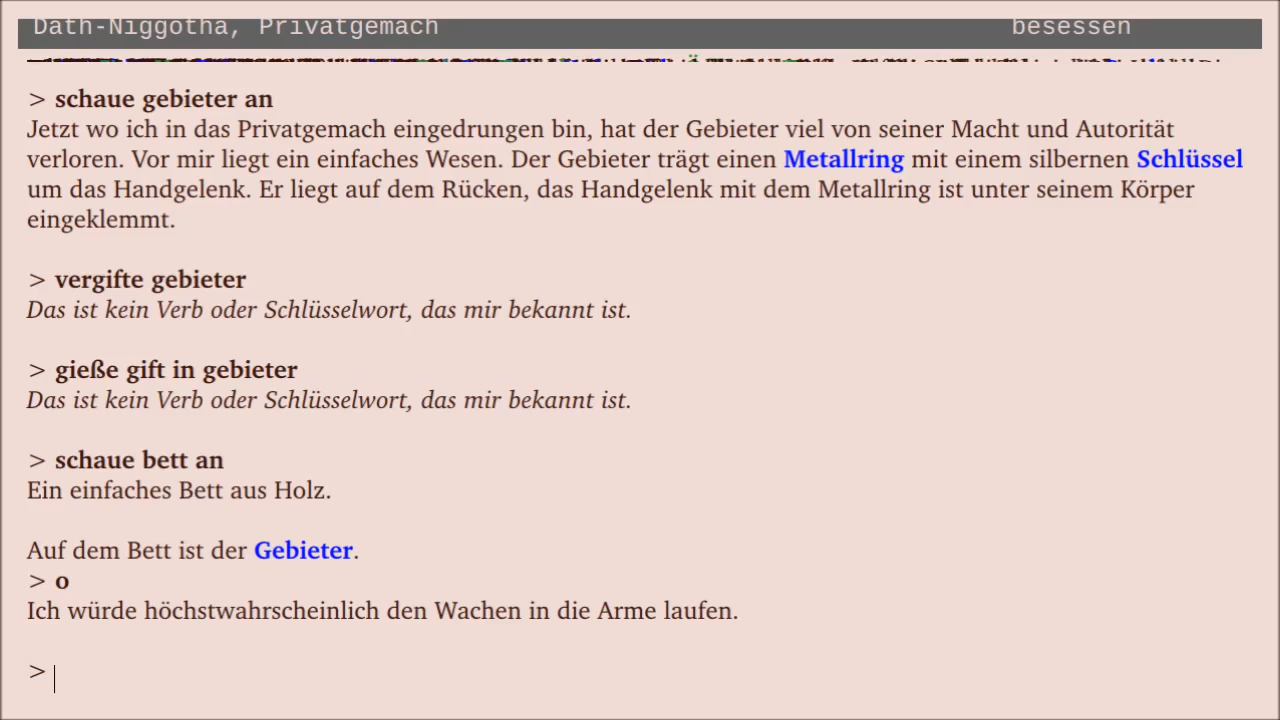 Dath-Niggotha, Privatgemach besessen
> schaue gebieter an
Jetzt wo ich in das Privatgemach eingedrungen bin, hat der Gebieter viel von seiner Macht und Autorität
verloren. Vor mir liegt ein einfaches Wesen. Der Gebieter trägt einen Metallring mit einem silbernen Schlüssel
um das Handgelenk. Er liegt auf dem Rücken, das Handgelenk mit dem Metallring ist unter seinem Körper
eingeklemmt.
> vergifte gebieter
Das ist kein Verb oder Schlüsselwort, das mir bekannt ist.
> gieße gift in gebieter
Das ist kein Verb oder Schlüsselwort, das mir bekannt ist.
> schaue bett an
Ein einfaches Bett aus Holz.
Auf dem Bett ist der Gebieter.
> o
Ich würde höchstwahrscheinlich den Wachen in die Arme laufen.
>